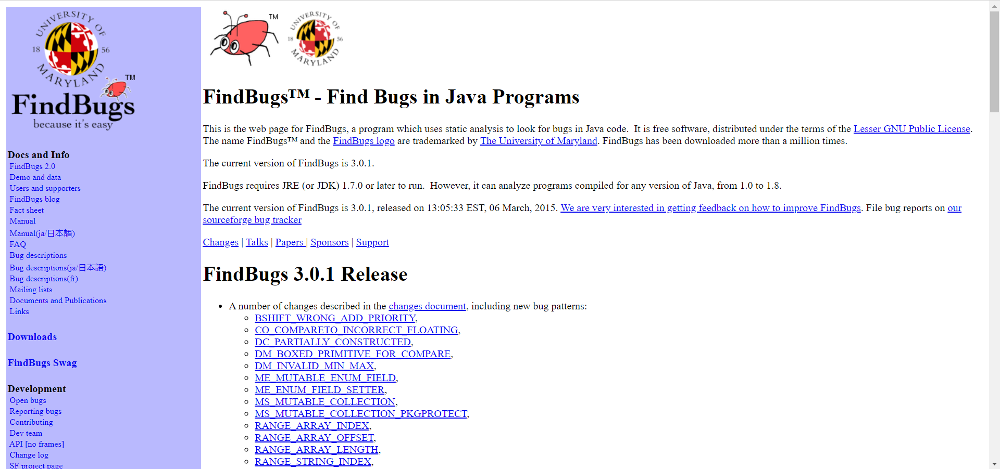 UNIVERSITY OF
18 56
MARYLAND
TM
FindBugs
because it's easy
Docs and Info
FindBugs 2.0
Demo and data
Users and supporters
FindBugs blog
Fact sheet
Manual
Manual(ja/日本語)
FAQ
Bug descriptions
Bug descriptions(ja/日本語)
Bug descriptions(fr)
Mailing lists
Documents and Publications
Links
Downloads
FindBugs Swag
Development
Open bugs
Reporting bugs
Contributing
Dev team
API [no frames]
Change log
SF project page
TM
UNIVERSITY OF
18 56
MARYLAND
FindBugs™ - Find Bugs in Java Programs
This is the web page for FindBugs, a program which uses static analysis to look for bugs in Java code.  It is free software, distributed under the terms of the Lesser GNU Public License.
The name FindBugs™ and the FindBugs logo are trademarked by The University of Maryland. FindBugs has been downloaded more than a million times.
The current version of FindBugs is 3.0.1.
FindBugs requires JRE (or JDK) 1.7.0 or later to run.  However, it can analyze programs compiled for any version of Java, from 1.0 to 1.8.
The current version of FindBugs is 3.0.1, released on 13:05:33 EST, 06 March, 2015. We are very interested in getting feedback on how to improve FindBugs. File bug reports on our
sourceforge bug tracker
Changes | Talks | Papers | Sponsors | Support
FindBugs 3.0.1 Release
• A number of changes described in the changes document, including new bug patterns:
◦ BSHIFT_WRONG_ADD_PRIORITY,
◦ CO_COMPARETO_INCORRECT_FLOATING,
◦ DC_PARTIALLY_CONSTRUCTED,
◦ DM_BOXED_PRIMITIVE_FOR_COMPARE,
◦ DM_INVALID_MIN_MAX,
◦ ME_MUTABLE_ENUM_FIELD,
◦ ME_ENUM_FIELD_SETTER,
◦ MS_MUTABLE_COLLECTION,
◦ MS_MUTABLE_COLLECTION_PKGPROTECT,
◦ RANGE_ARRAY_INDEX,
◦ RANGE_ARRAY_OFFSET,
◦ RANGE_ARRAY_LENGTH,
◦ RANGE_STRING_INDEX,